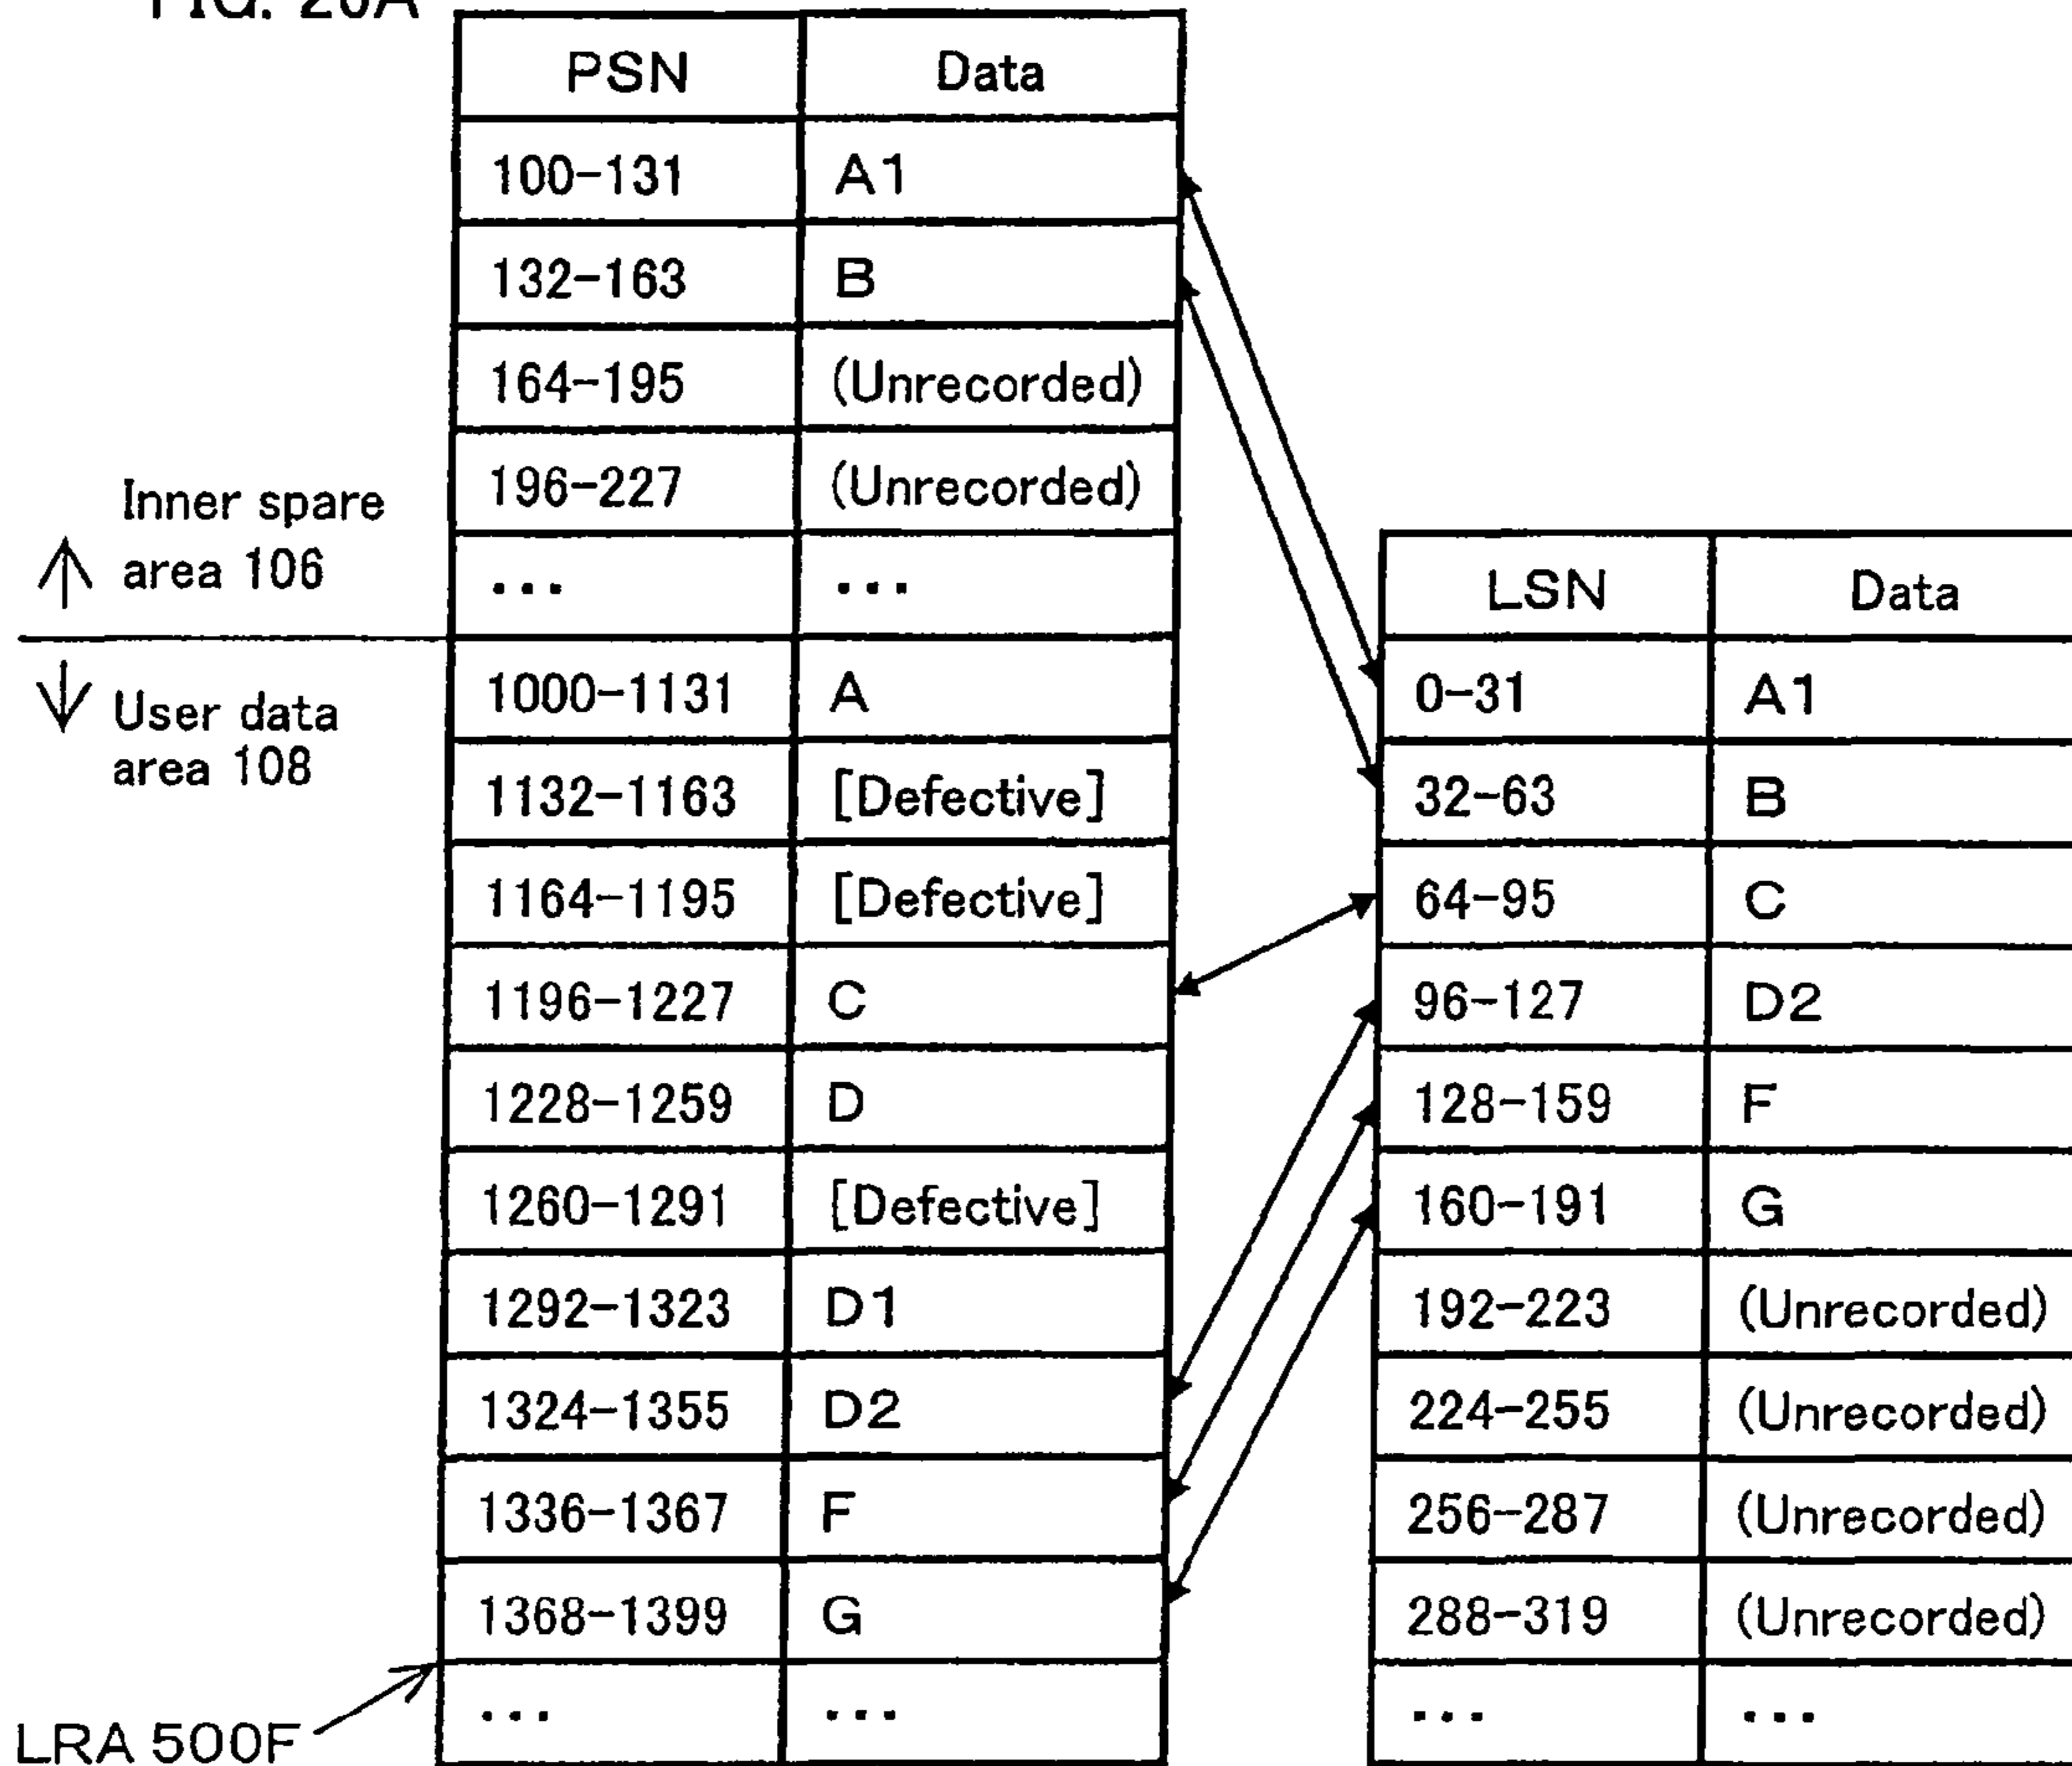 FIG. 20A
PSN Data
100-131 A1
132-163 B
164-195 (Unrecorded)
196-227 (Unrecorded)
... ...
Inner spare
area 106
User data
area 108
1000-1131 A
1132-1163 [Defective]
1164-1195 [Defective]
1196-1227 C
1228-1259 D
1260-1291 [Defective]
1292-1323 D1
1324-1355 D2
1336-1367 F
1368-1399 G
... ...
LRA 500F
LSN Data
0-31 A1
32-63 B
64-95 C
96-127 D2
128-159 F
160-191 G
192-223 (Unrecorded)
224-255 (Unrecorded)
256-287 (Unrecorded)
288-319 (Unrecorded)
... ...